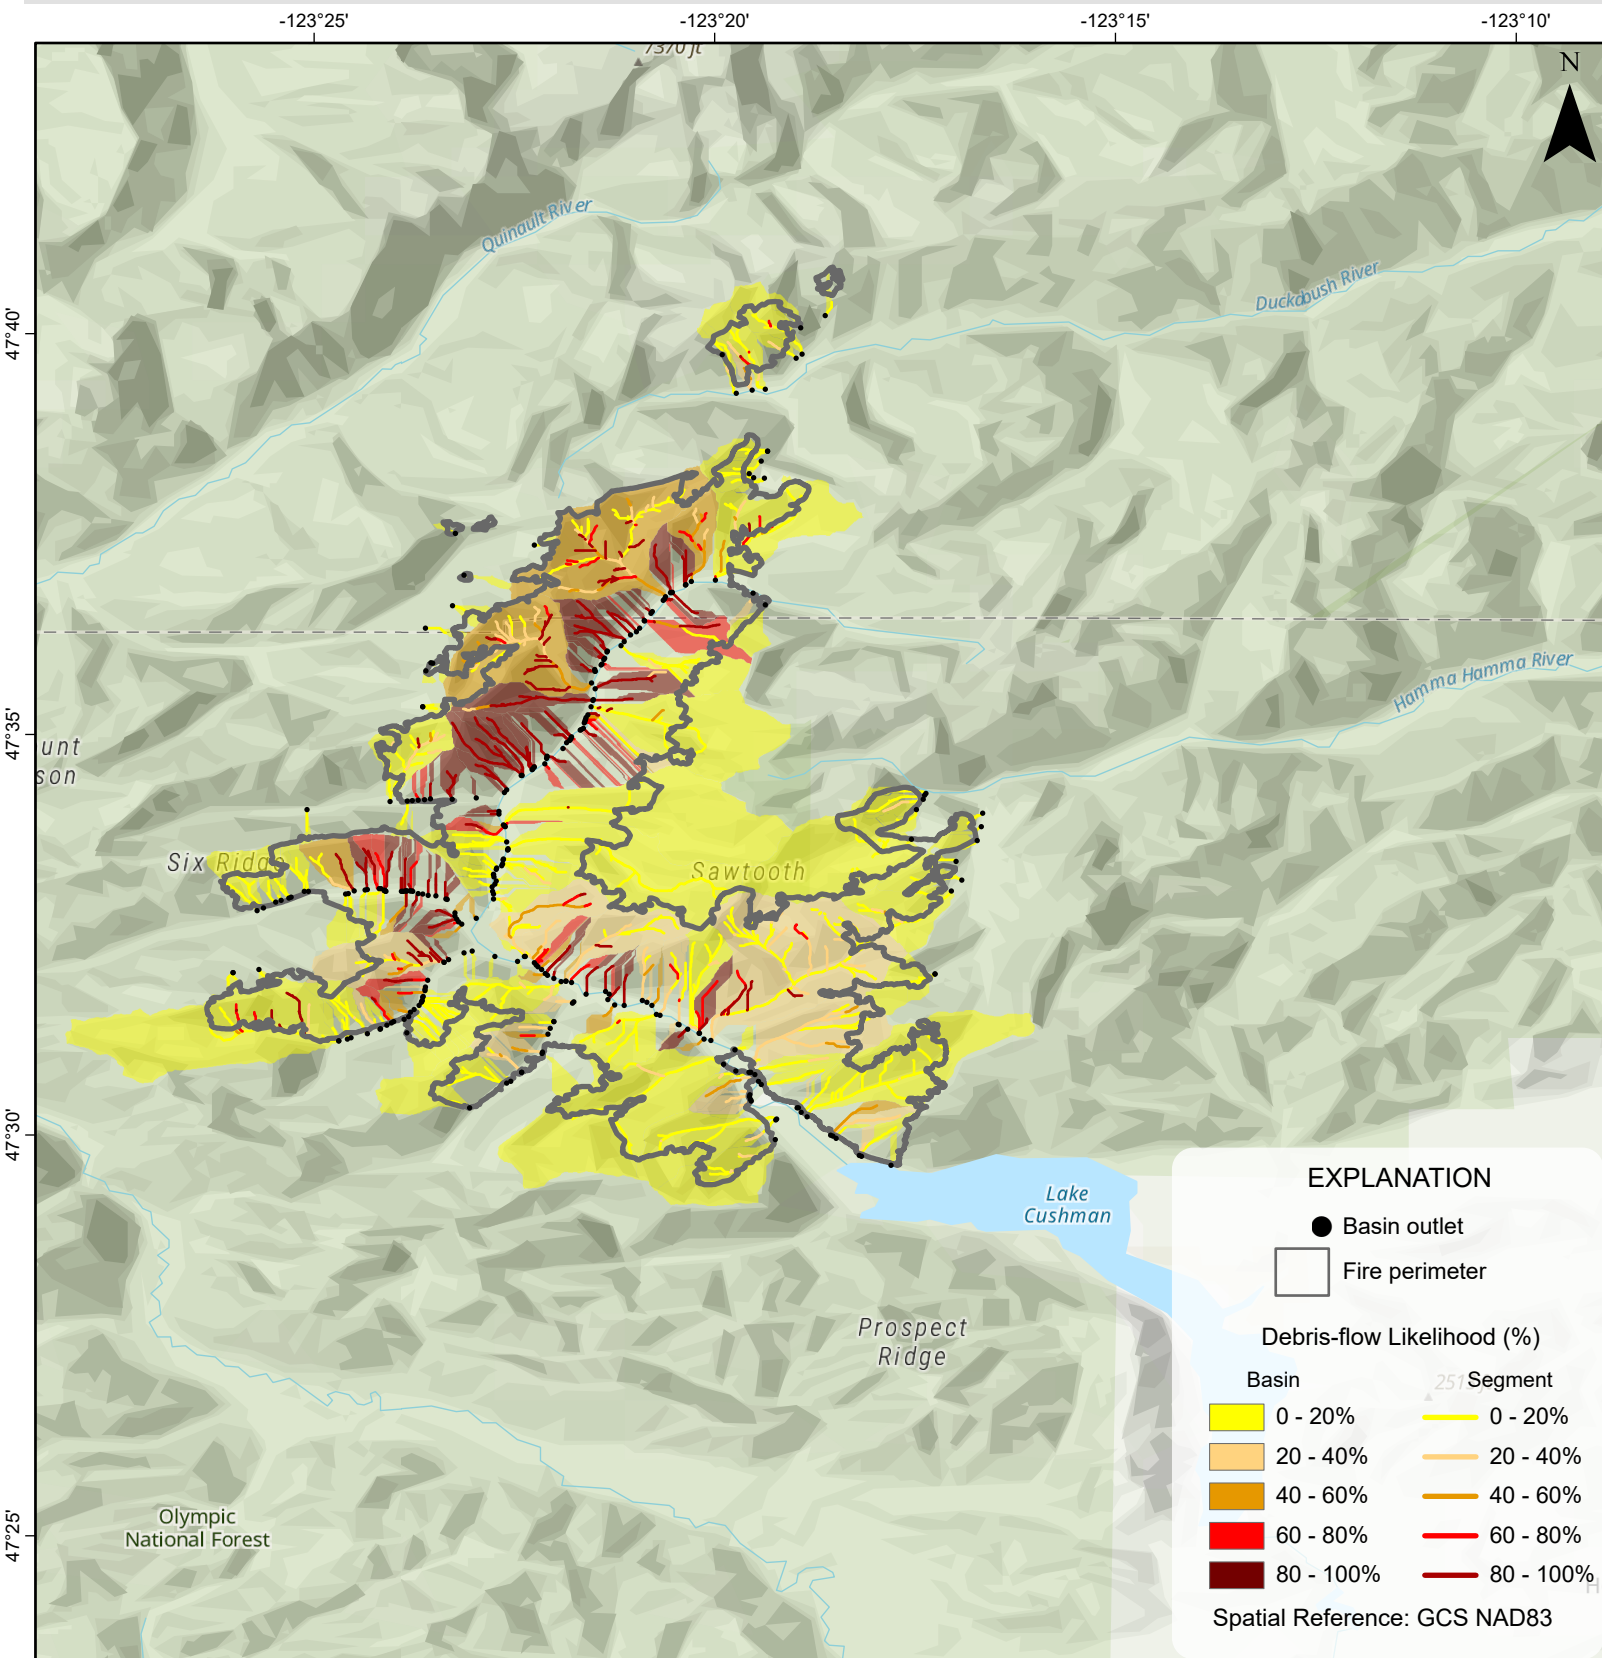 -123°25'
-123°20'
-123°15'
-123°10'
7370 ft
N
Quinault River
Duckabush River
47°40'
Hamma Hamma River
47°35'
unt
son
Six Ridge
Sawtooth
47°30'
Lake
Cushman
Prospect
Ridge
Olympic
National Forest
47°25'
EXPLANATION
Basin outlet
Fire perimeter
Debris-flow Likelihood (%)
Basin
Segment
0 - 20%
0 - 20%
20 - 40%
20 - 40%
40 - 60%
40 - 60%
60 - 80%
60 - 80%
80 - 100%
80 - 100%
H
Spatial Reference: GCS NAD83